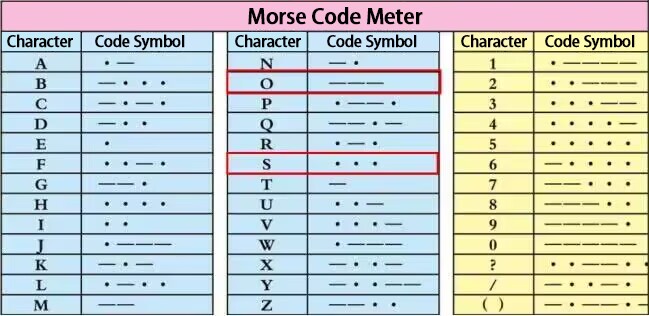 Morse Code Meter
Character Code Symbol Character Code Symbol Character Code Symbol
A ·— N —· 1 ·————
B —··· O ——— 2 ··———
C —·—· P ·——· 3 ···——
D —·· Q ——·— 4 ····—
E · R ·—· 5 ·····
F ··—· S ··· 6 —····
G ——· T — 7 ——···
H ···· U ··— 8 ———··
I ·· V ···— 9 ————·
J ·——— W ·——— 0 —————
K —·— X —··— ? ··——··
L ·—·· Y —··—— / —··—·
M —— Z ——·· ( ) —·——·—